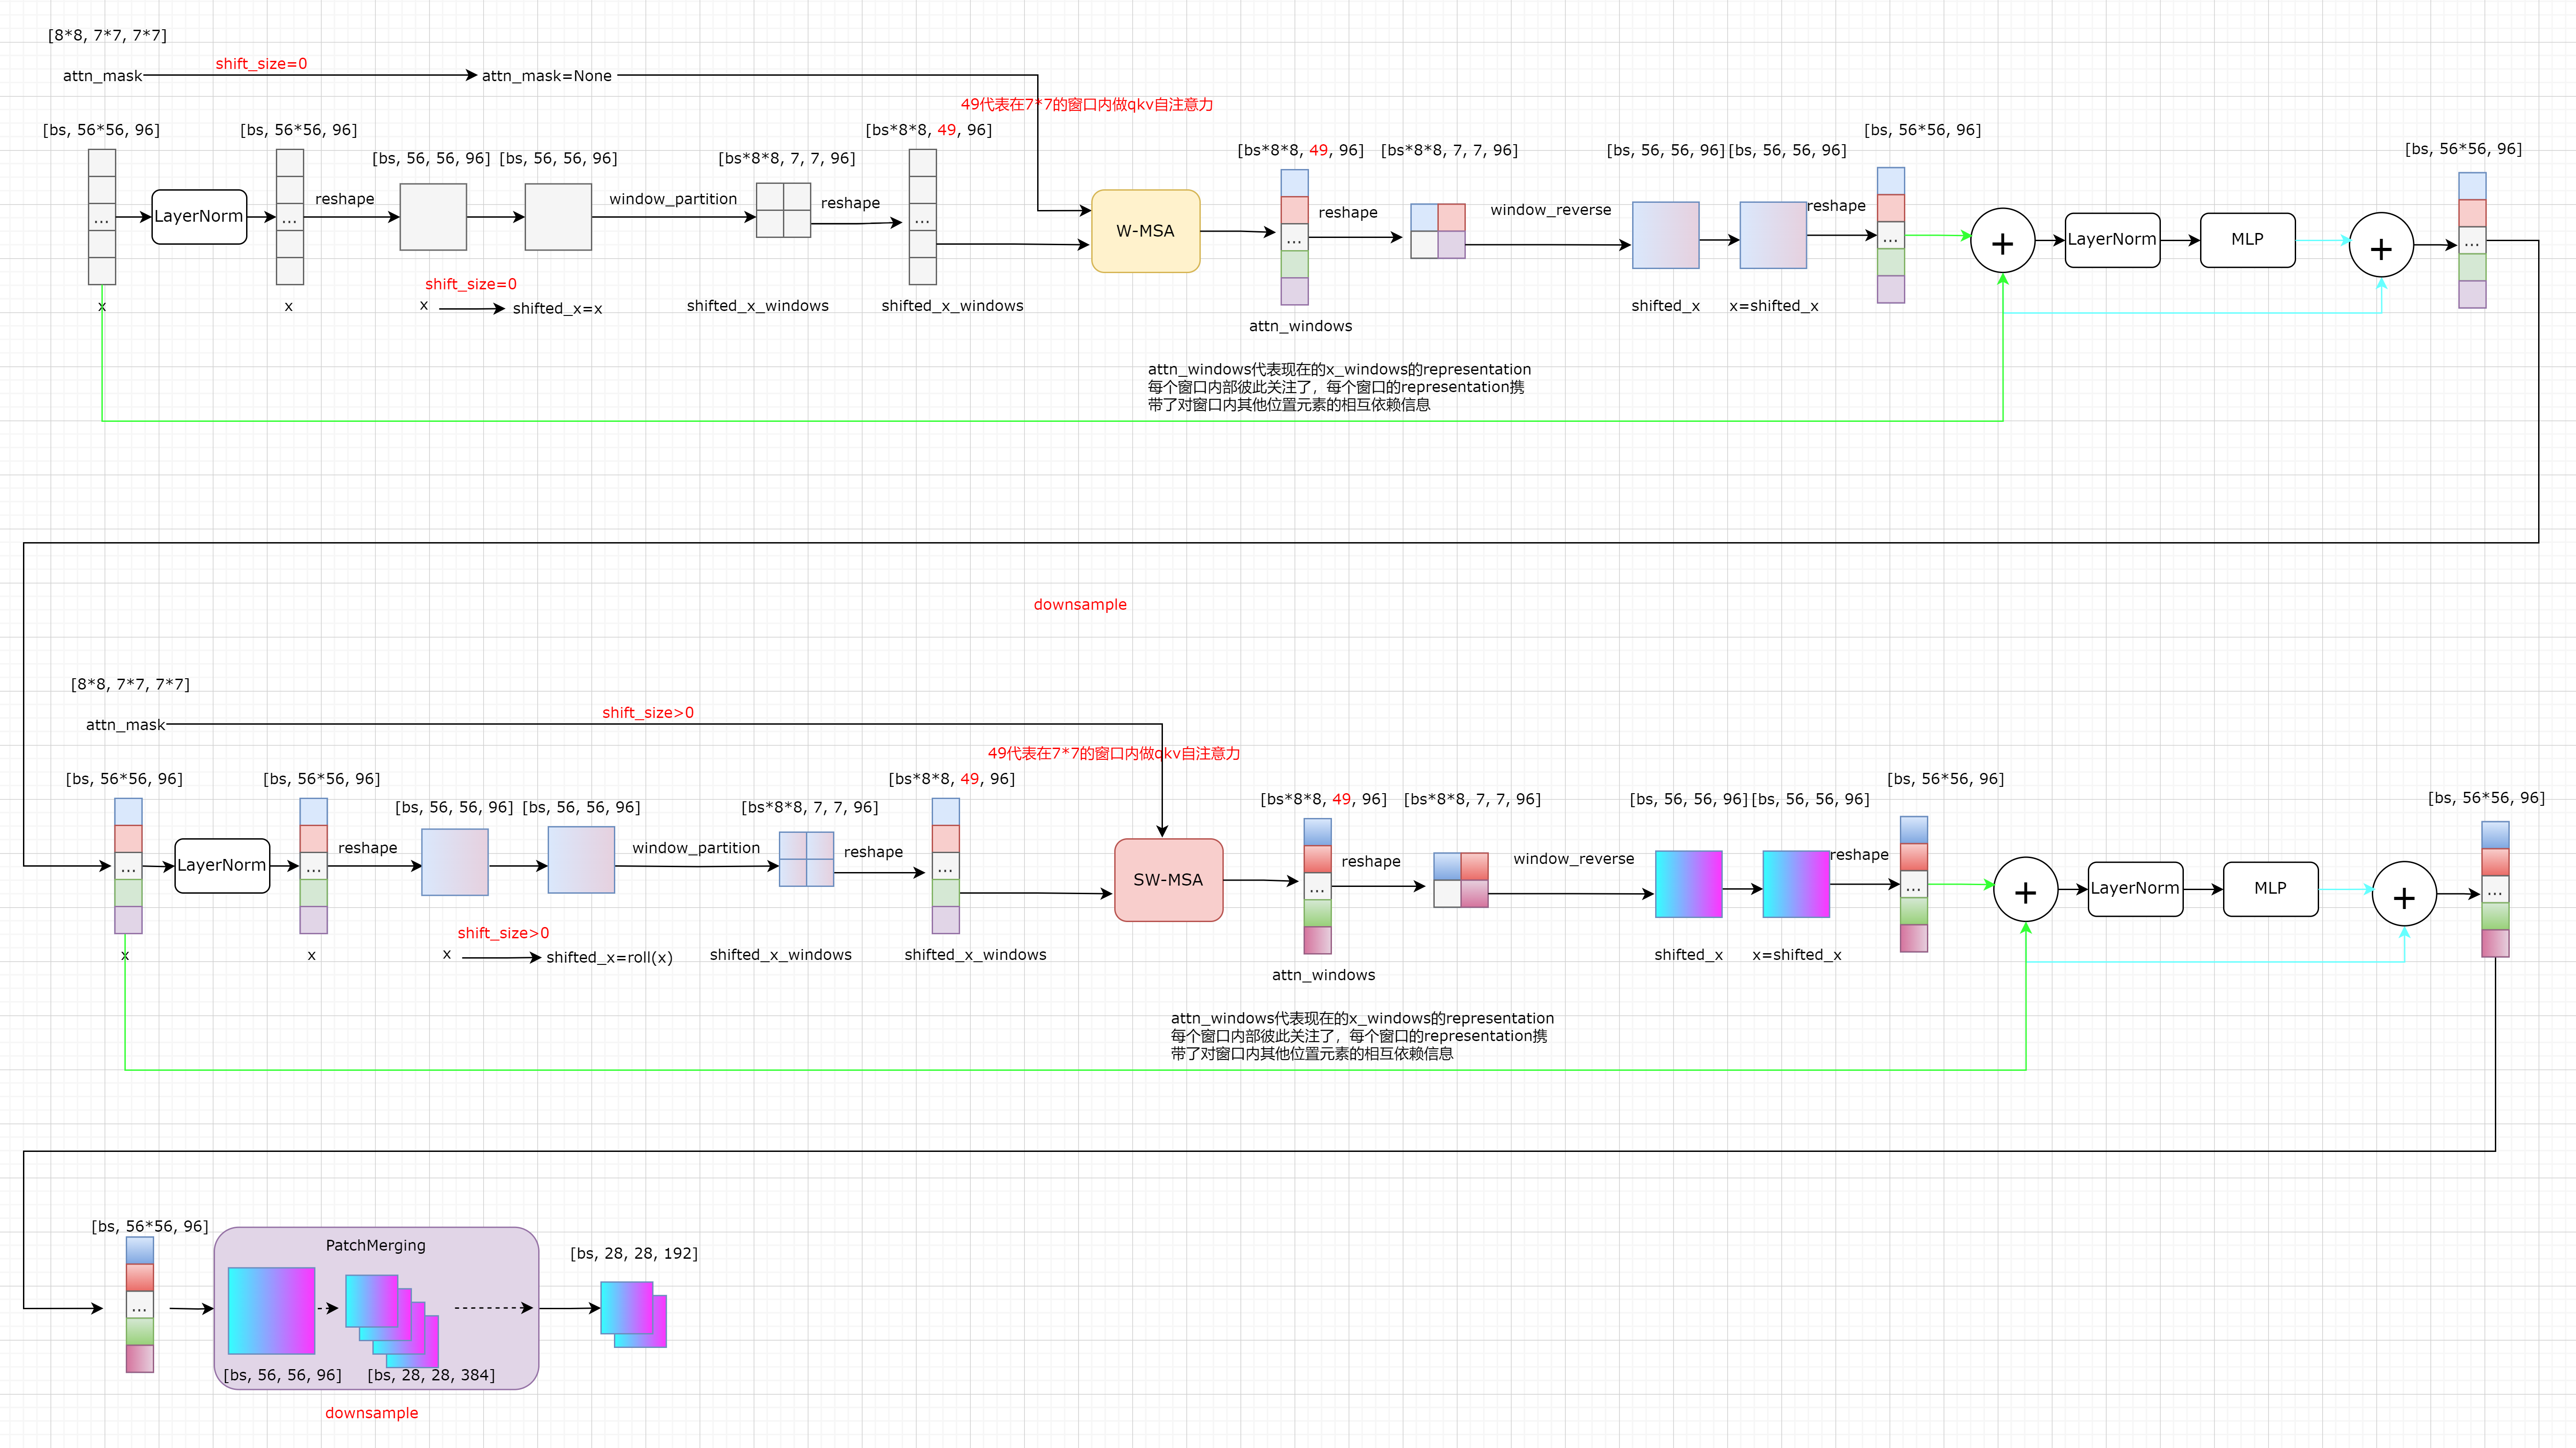 [8*8, 7*7, 7*7]
attn_mask
shift_size=0
attn_mask=None
49代表在7*7的窗口内做qkv自注意力
[bs, 56*56, 96]
[bs, 56*56, 96]
[bs, 56, 56, 96]
[bs, 56, 56, 96]
[bs*8*8, 7, 7, 96]
[bs*8*8, 49, 96]
[bs*8*8, 49, 96]
[bs*8*8, 7, 7, 96]
[bs, 56, 56, 96]
[bs, 56, 56, 96]
[bs, 56*56, 96]
[bs, 56*56, 96]
...
LayerNorm
...
reshape
window_partition
reshape
...
W-MSA
...
reshape
window_reverse
reshape
...
+
LayerNorm
MLP
+
...
x
x
shift_size=0
x
shifted_x=x
shifted_x_windows
shifted_x_windows
attn_windows
shifted_x
x=shifted_x
attn_windows代表现在的x_windows的representation
每个窗口内部彼此关注了，每个窗口的representation携
带了对窗口内其他位置元素的相互依赖信息
downsample
[8*8, 7*7, 7*7]
attn_mask
shift_size>0
49代表在7*7的窗口内做qkv自注意力
[bs, 56*56, 96]
[bs, 56*56, 96]
[bs, 56, 56, 96]
[bs, 56, 56, 96]
[bs*8*8, 7, 7, 96]
[bs*8*8, 49, 96]
[bs*8*8, 49, 96]
[bs*8*8, 7, 7, 96]
[bs, 56, 56, 96]
[bs, 56, 56, 96]
[bs, 56*56, 96]
[bs, 56*56, 96]
...
LayerNorm
...
reshape
window_partition
reshape
...
SW-MSA
...
reshape
window_reverse
reshape
...
+
LayerNorm
MLP
+
...
x
x
shift_size>0
x
shifted_x=roll(x)
shifted_x_windows
shifted_x_windows
attn_windows
shifted_x
x=shifted_x
attn_windows代表现在的x_windows的representation
每个窗口内部彼此关注了，每个窗口的representation携
带了对窗口内其他位置元素的相互依赖信息
[bs, 56*56, 96]
...
PatchMerging
[bs, 56, 56, 96]
[bs, 28, 28, 384]
[bs, 28, 28, 192]
downsample